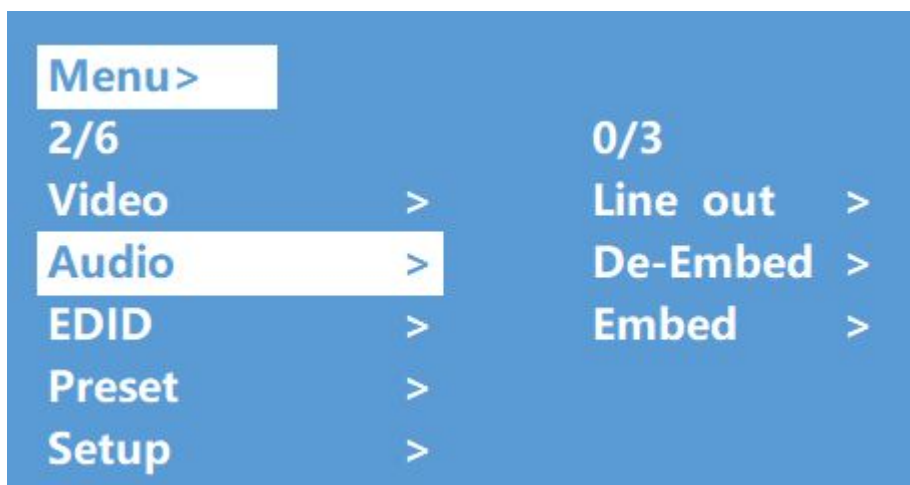 Menu>
2/6 0/3
Video > Line out >
Audio > De-Embed >
EDID > Embed >
Preset >
Setup >